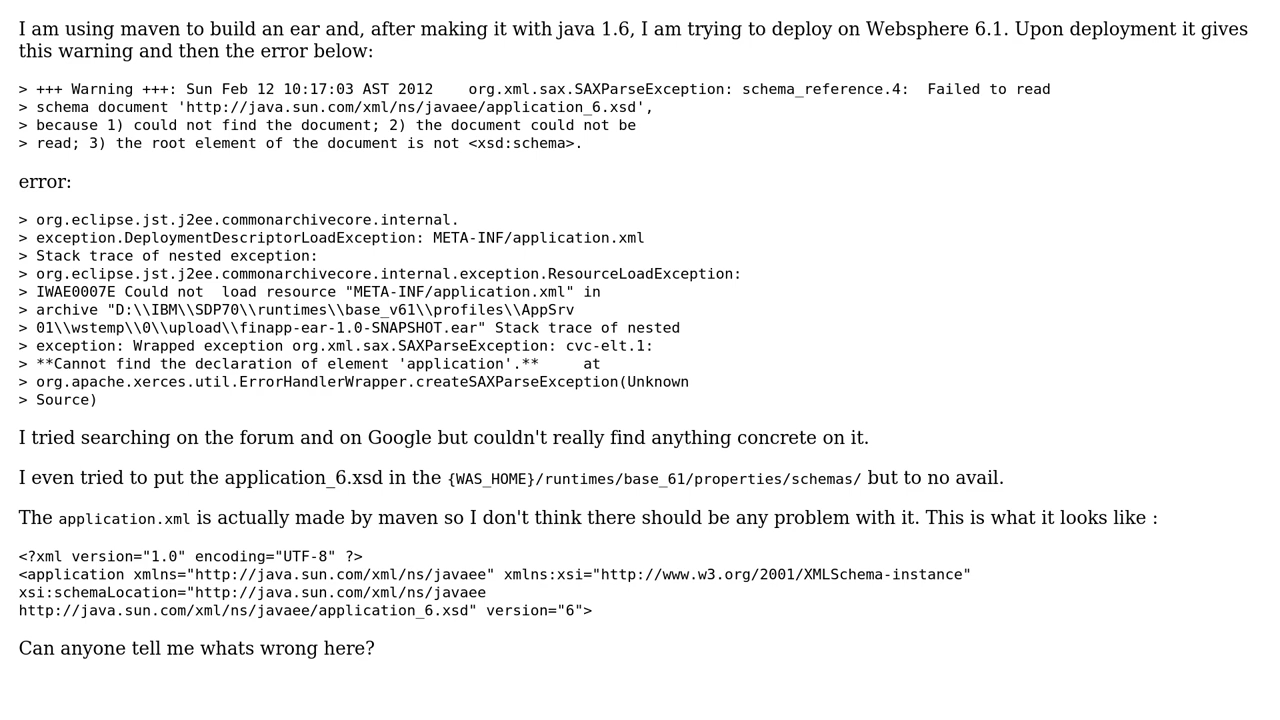 I am using maven to build an ear and, after making it with java 1.6, I am trying to deploy on Websphere 6.1. Upon deployment it gives
this warning and then the error below:
> +++ Warning +++: Sun Feb 12 10:17:03 AST 2012    org.xml.sax.SAXParseException: schema_reference.4:  Failed to read
> schema document 'http://java.sun.com/xml/ns/javaee/application_6.xsd',
> because 1) could not find the document; 2) the document could not be
> read; 3) the root element of the document is not <xsd:schema>.
error:
> org.eclipse.jst.j2ee.commonarchivecore.internal.
> exception.DeploymentDescriptorLoadException: META-INF/application.xml
> Stack trace of nested exception:
> org.eclipse.jst.j2ee.commonarchivecore.internal.exception.ResourceLoadException:
> IWAE0007E Could not  load resource "META-INF/application.xml" in
> archive "D:\\IBM\\SDP70\\runtimes\\base_v61\\profiles\\AppSrv
> 01\\wstemp\\0\\upload\\finapp-ear-1.0-SNAPSHOT.ear" Stack trace of nested
> exception: Wrapped exception org.xml.sax.SAXParseException: cvc-elt.1:
> **Cannot find the declaration of element 'application'.**     at
> org.apache.xerces.util.ErrorHandlerWrapper.createSAXParseException(Unknown
> Source)
I tried searching on the forum and on Google but couldn't really find anything concrete on it.
I even tried to put the application_6.xsd in the {WAS_HOME}/runtimes/base_61/properties/schemas/ but to no avail.
The application.xml is actually made by maven so I don't think there should be any problem with it. This is what it looks like :
<?xml version="1.0" encoding="UTF-8" ?>
<application xmlns="http://java.sun.com/xml/ns/javaee" xmlns:xsi="http://www.w3.org/2001/XMLSchema-instance"
xsi:schemaLocation="http://java.sun.com/xml/ns/javaee
http://java.sun.com/xml/ns/javaee/application_6.xsd" version="6">
Can anyone tell me whats wrong here?